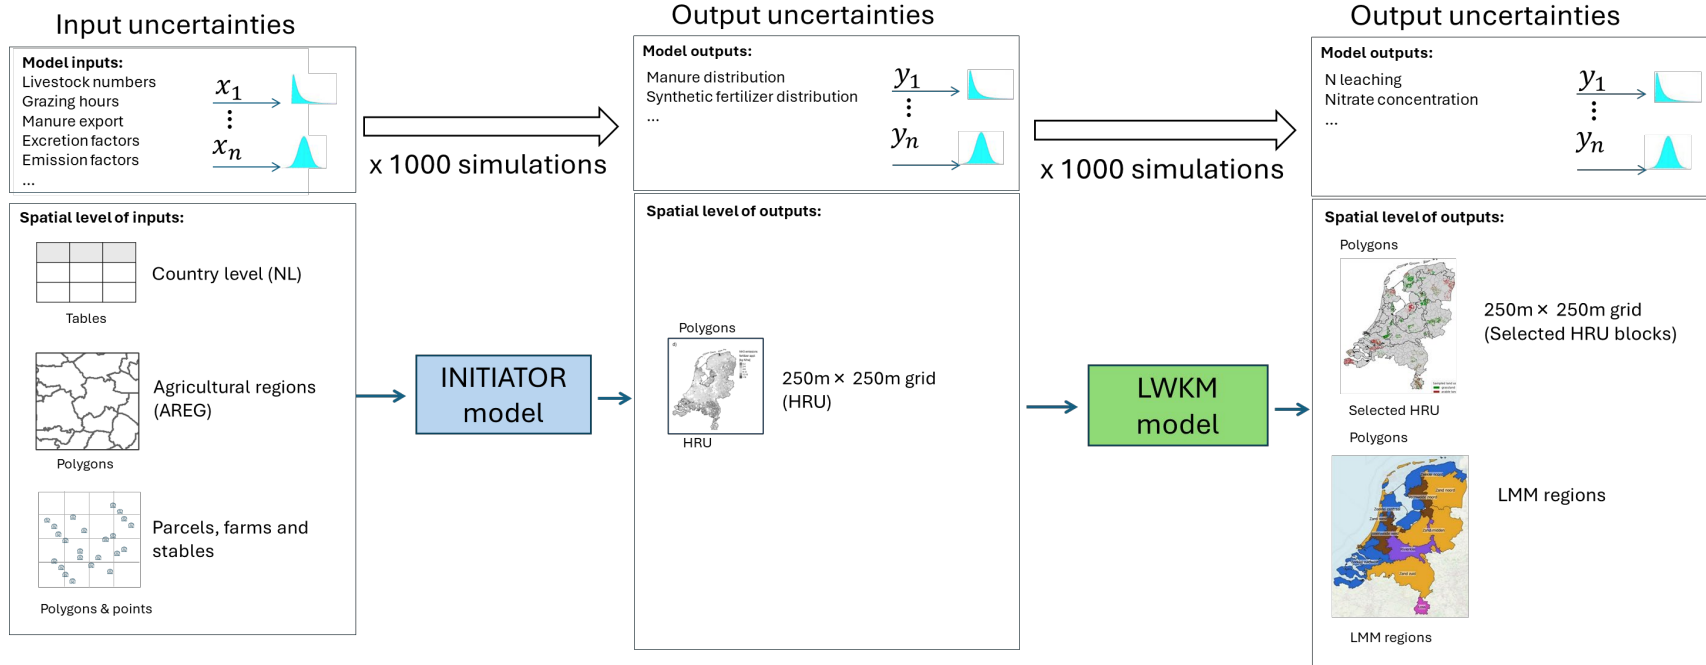 Input uncertainties
Model inputs:
Livestock numbers
Grazing hours
Manure export
Excretion factors
Emission factors
...
x1
⋮
xn
x 1000 simulations
Output uncertainties
Model outputs:
Manure distribution
Synthetic fertilizer distribution
...
y1
⋮
yn
x 1000 simulations
Output uncertainties
Model outputs:
N leaching
Nitrate concentration
...
y1
⋮
yn
Spatial level of inputs:
Country level (NL)
Tables
Agricultural regions
(AREG)
Polygons
Parcels, farms and
stables
Polygons & points
INITIATOR
model
Spatial level of outputs:
Polygons
250m × 250m grid
(HRU)
HRU
LWKM
model
Spatial level of outputs:
Polygons
250m × 250m grid
(Selected HRU blocks)
Selected HRU
Polygons
LMM regions
LMM regions